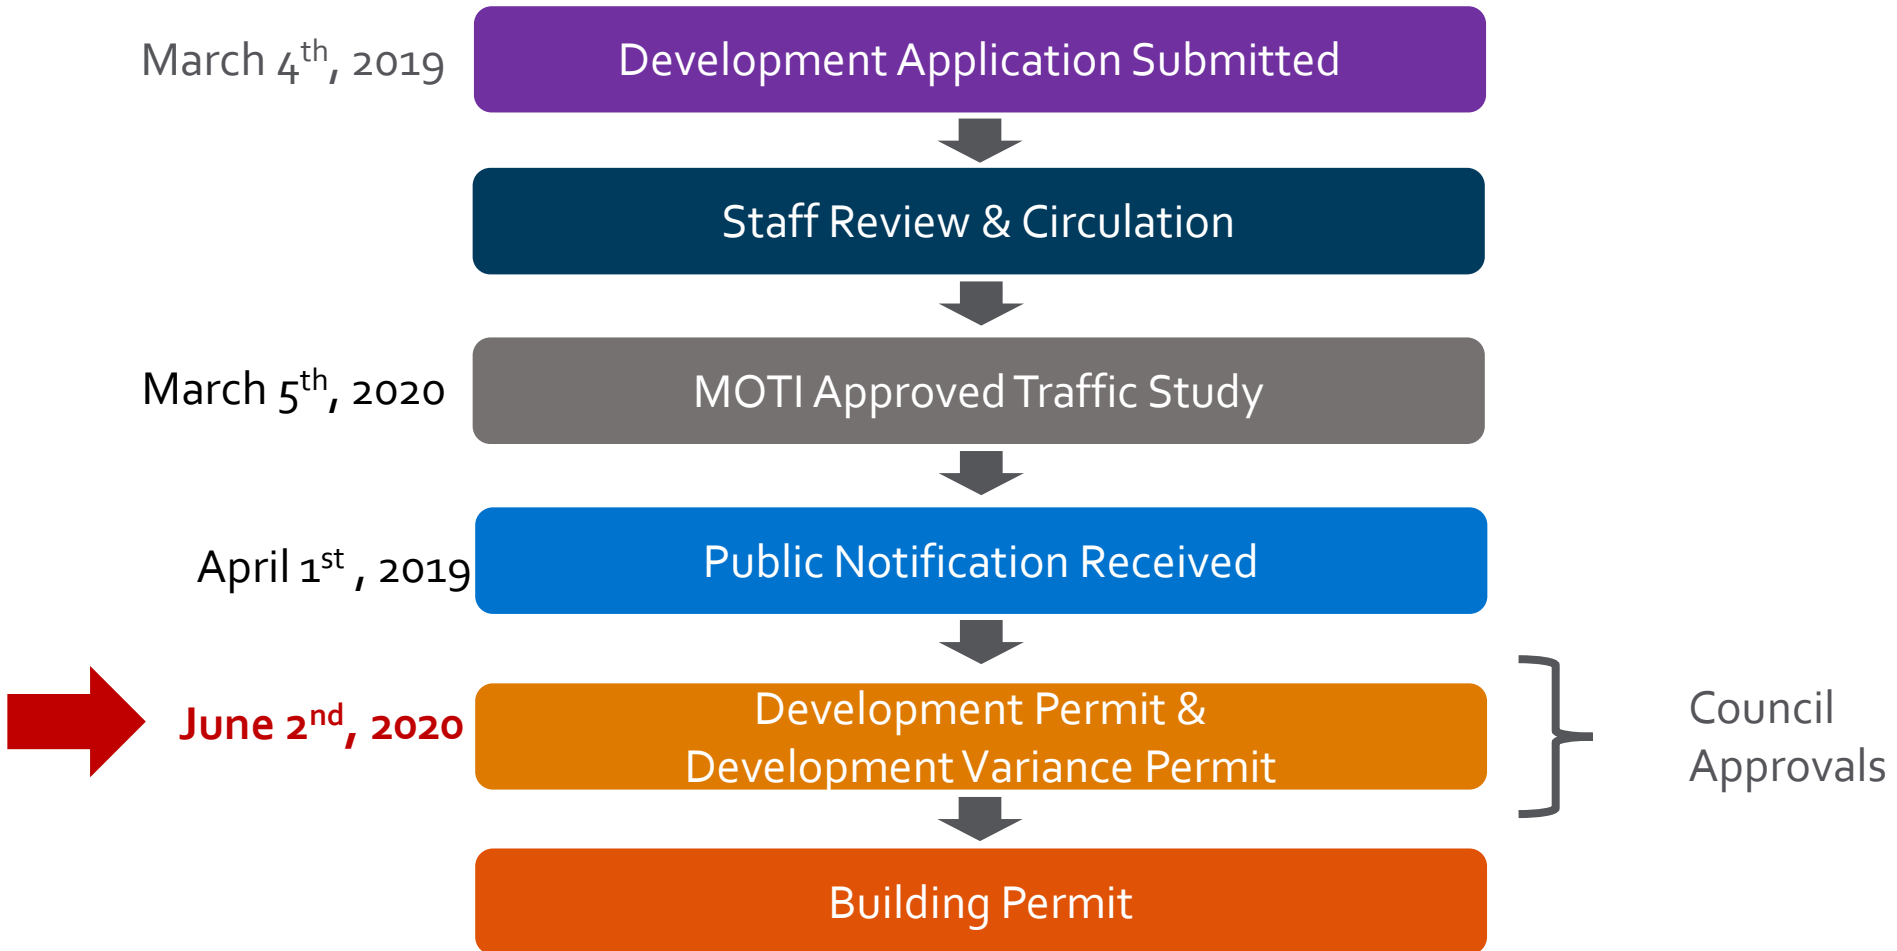 March 4th, 2019
Development Application Submitted
Staff Review & Circulation
March 5th, 2020
MOTI Approved Traffic Study
April 1st , 2019
Public Notification Received
June 2nd, 2020
Development Permit &
Development Variance Permit
Council
Approvals
Building Permit